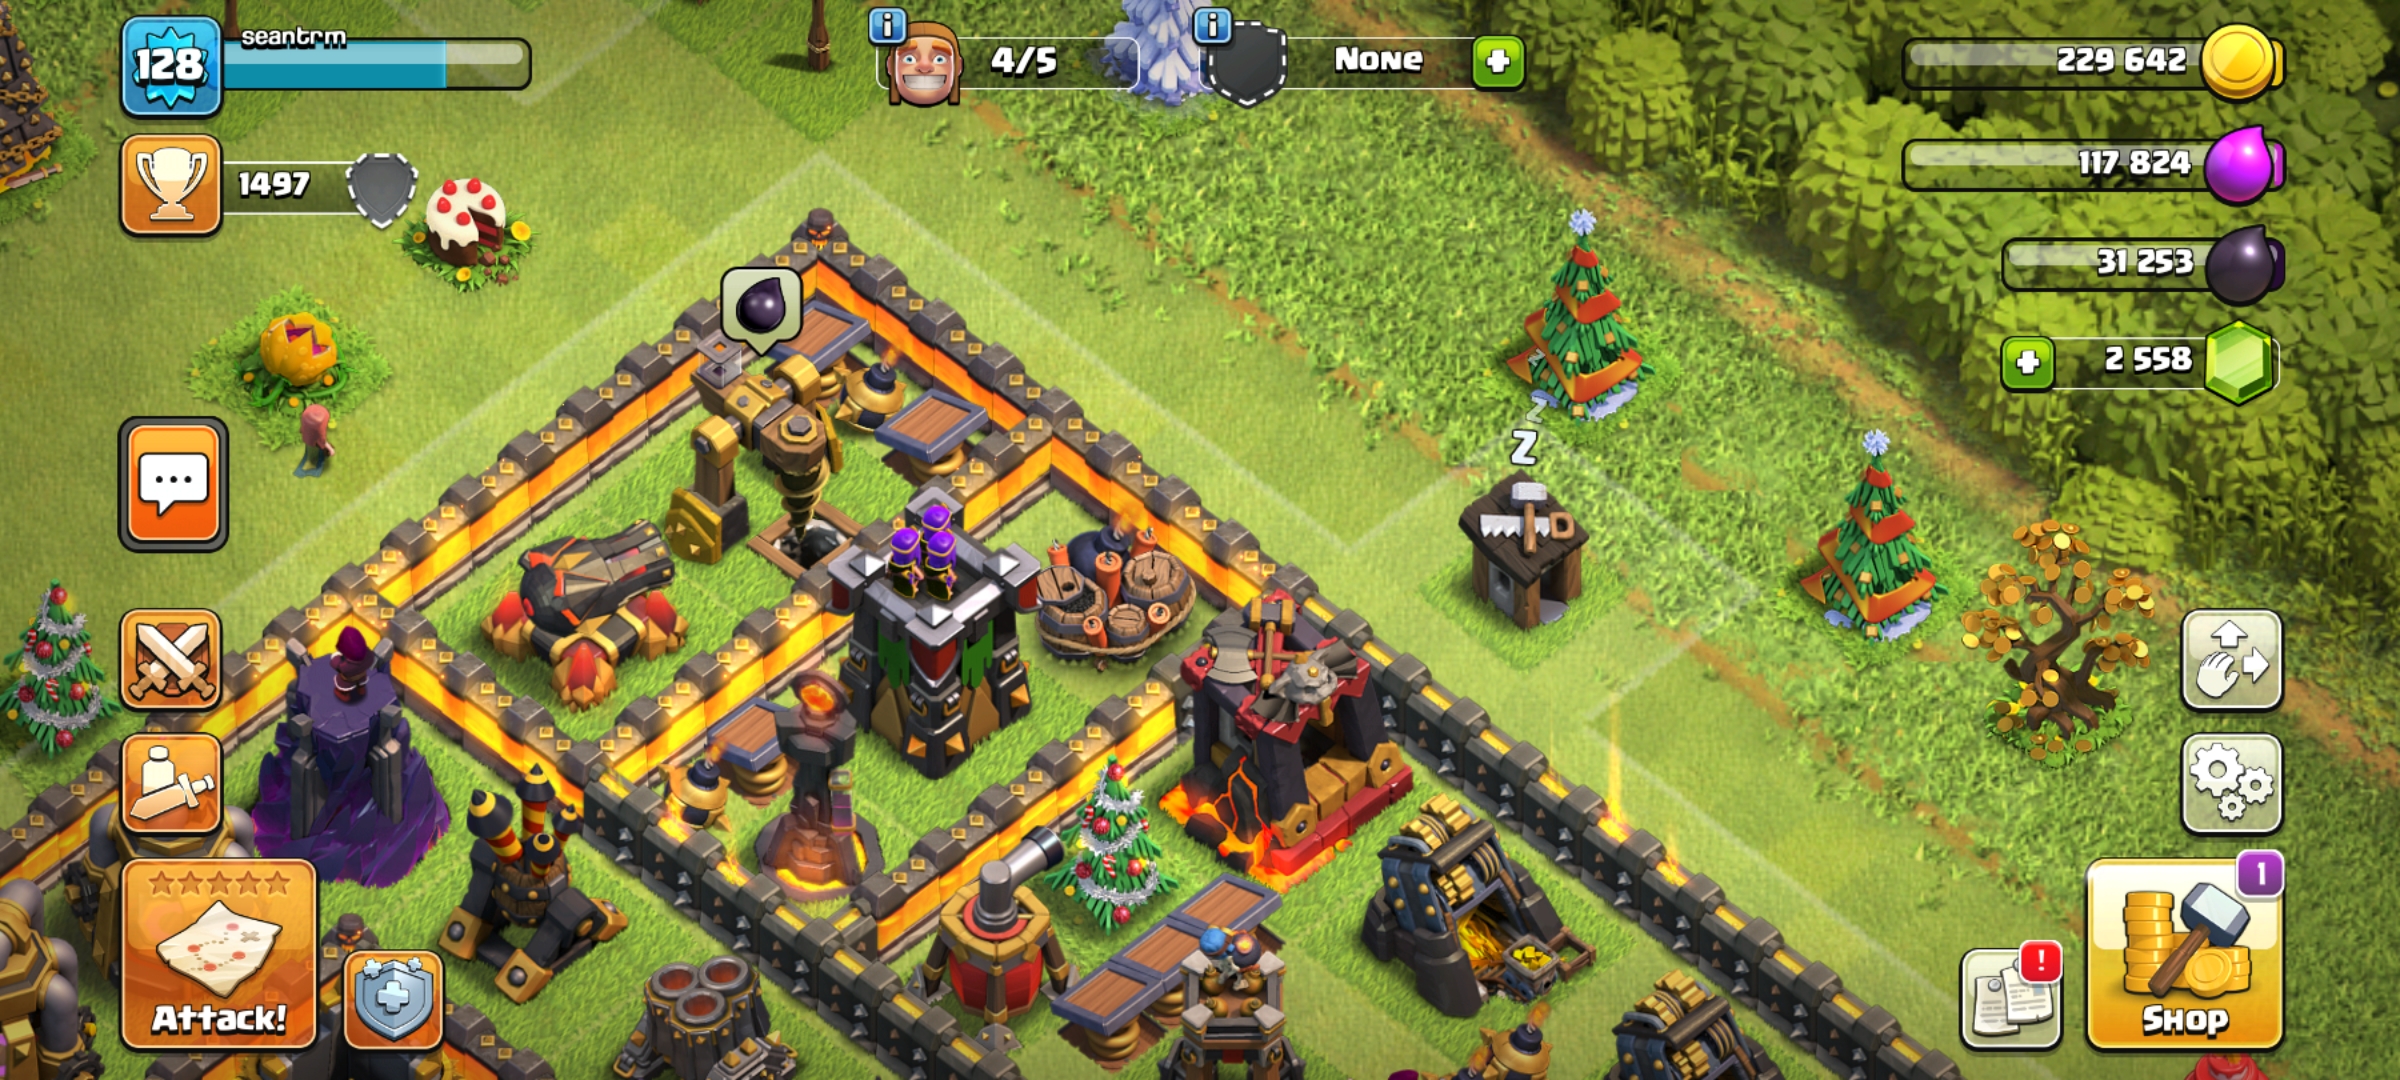 128
seantrm
i
4/5
i
None
229 642
1497
117 824
31 253
2 558
Z
Z
Z
1
!
Attack!
Shop